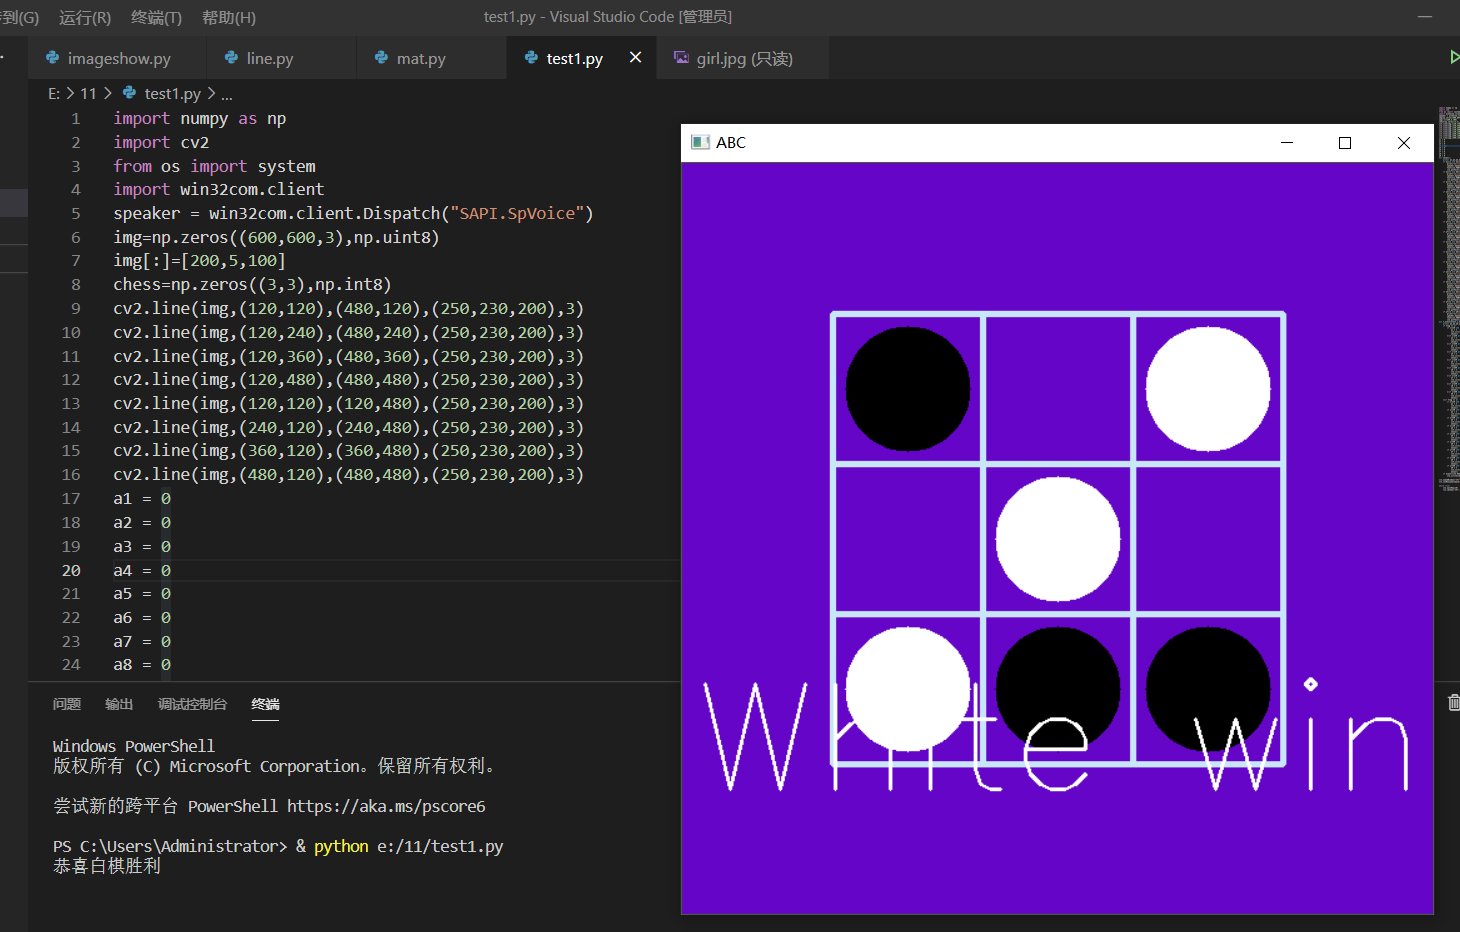 转到(G) 运行(R) 终端(T) 帮助(H) test1.py - Visual Studio Code [管理员]
imageshow.py line.py mat.py test1.py girl.jpg (只读)
E: > 11 > test1.py > ...
1 import numpy as np
2 import cv2
3 from os import system
4 import win32com.client
5 speaker = win32com.client.Dispatch("SAPI.SpVoice")
6 img=np.zeros((600,600,3),np.uint8)
7 img[:]=[200,5,100]
8 chess=np.zeros((3,3),np.int8)
9 cv2.line(img,(120,120),(480,120),(250,230,200),3)
10 cv2.line(img,(120,240),(480,240),(250,230,200),3)
11 cv2.line(img,(120,360),(480,360),(250,230,200),3)
12 cv2.line(img,(120,480),(480,480),(250,230,200),3)
13 cv2.line(img,(120,120),(120,480),(250,230,200),3)
14 cv2.line(img,(240,120),(240,480),(250,230,200),3)
15 cv2.line(img,(360,120),(360,480),(250,230,200),3)
16 cv2.line(img,(480,120),(480,480),(250,230,200),3)
17 a1 = 0
18 a2 = 0
19 a3 = 0
20 a4 = 0
21 a5 = 0
22 a6 = 0
23 a7 = 0
24 a8 = 0
问题 输出 调试控制台 终端
Windows PowerShell
版权所有 (C) Microsoft Corporation。保留所有权利。
尝试新的跨平台 PowerShell https://aka.ms/pscore6
PS C:\Users\Administrator> & python e:/11/test1.py
恭喜白棋胜利
ABC
Write win